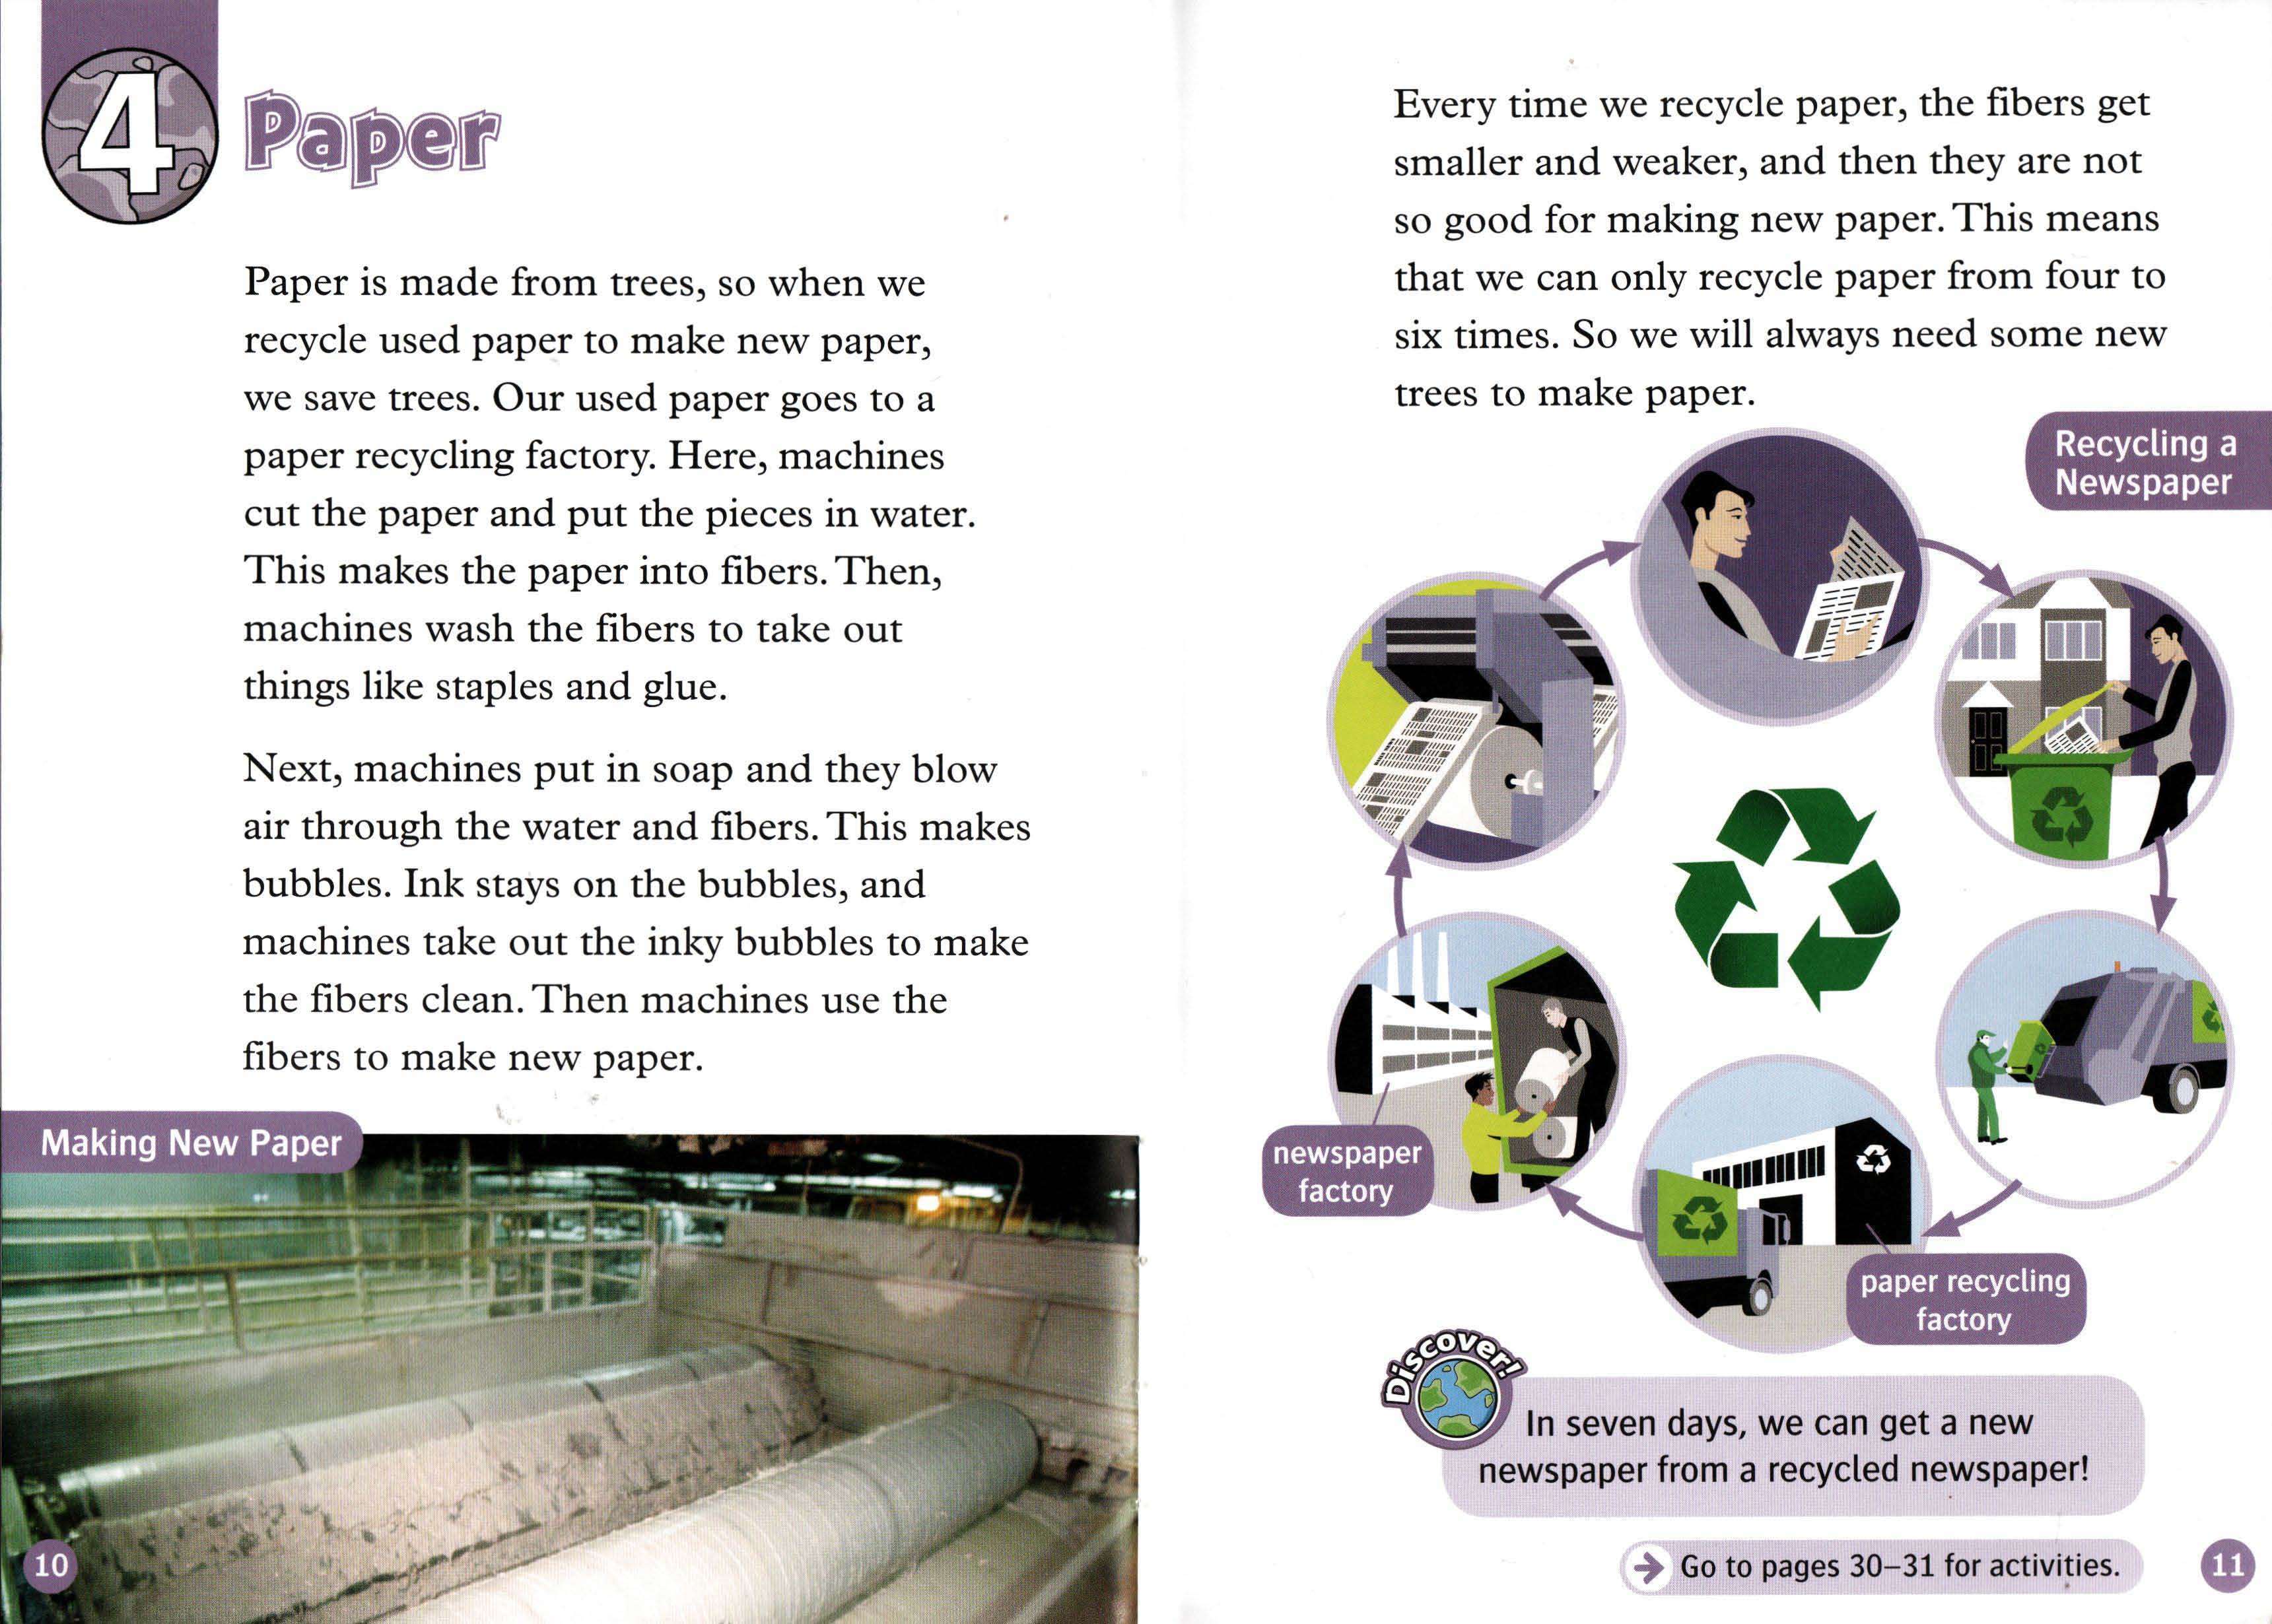 4
Paper
Paper is made from trees, so when we
recycle used paper to make new paper,
we save trees. Our used paper goes to a
paper recycling factory. Here, machines
cut the paper and put the pieces in water.
This makes the paper into fibers. Then,
machines wash the fibers to take out
things like staples and glue.
Next, machines put in soap and they blow
air through the water and fibers. This makes
bubbles. Ink stays on the bubbles, and
machines take out the inky bubbles to make
the fibers clean. Then machines use the
fibers to make new paper.
Making New Paper
10
Every time we recycle paper, the fibers get
smaller and weaker, and then they are not
so good for making new paper. This means
that we can only recycle paper from four to
six times. So we will always need some new
trees to make paper.
Recycling a
Newspaper
newspaper
factory
paper recycling
factory
Discover!
In seven days, we can get a new
newspaper from a recycled newspaper!
Go to pages 30–31 for activities.
11